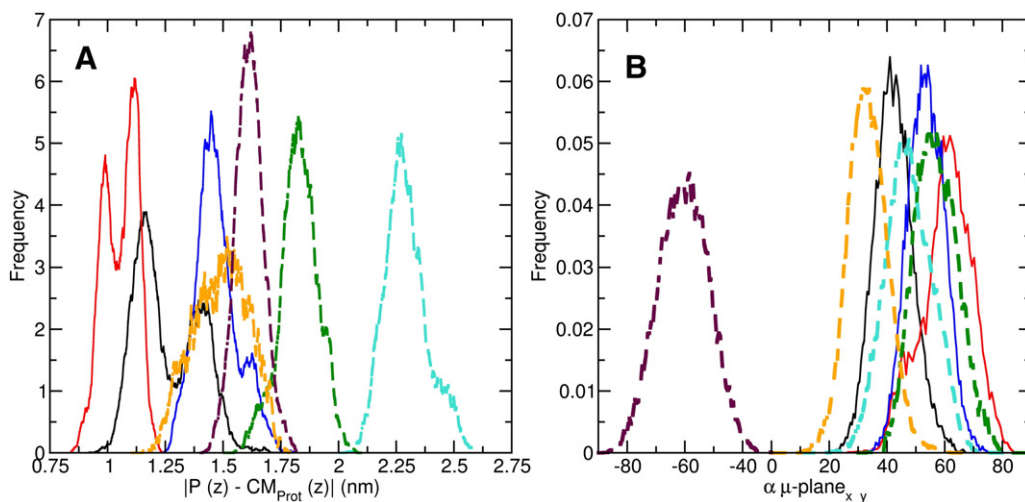 A
B
Frequency
7
6
5
4
3
2
1
0
0.75 1 1.25 1.5 1.75 2 2.25 2.5 2.75
|P (z) - CM_Prot (z)| (nm)
Frequency
0.07
0.06
0.05
0.04
0.03
0.02
0.01
0
-80 -60 -40 0 20 40 60 80
α μ-plane_x y